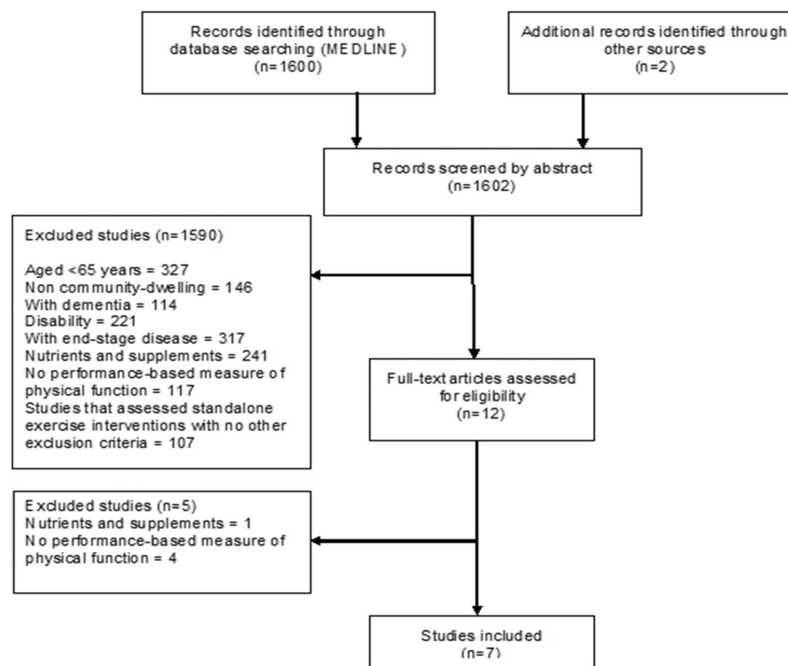 Records identified through
database searching (MEDLINE)
(n=1600)
Additional records identified through
other sources
(n=2)
Records screened by abstract
(n=1602)
Excluded studies (n=1590)
Aged <65 years = 327
Non community-dwelling = 146
With dementia = 114
Disability = 221
With end-stage disease = 317
Nutrients and supplements = 241
No performance-based measure of
physical function = 117
Studies that assessed standalone
exercise interventions with no other
exclusion criteria = 107
Full-text articles assessed
for eligibility
(n=12)
Excluded studies (n=5)
Nutrients and supplements = 1
No performance-based measure of
physical function = 4
Studies included
(n=7)